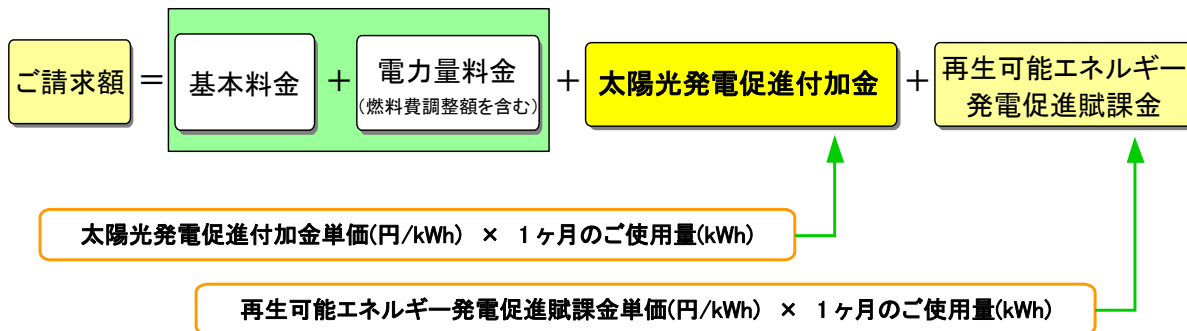 ご請求額 = 基本料金 + 電力量料金 + 太陽光発電促進付加金 + 再生可能エネルギー
(燃料費調整額を含む) 発電促進賦課金
太陽光発電促進付加金単価(円/kWh) × 1ヶ月のご使用量(kWh)
再生可能エネルギー発電促進賦課金単価(円/kWh) × 1ヶ月のご使用量(kWh)